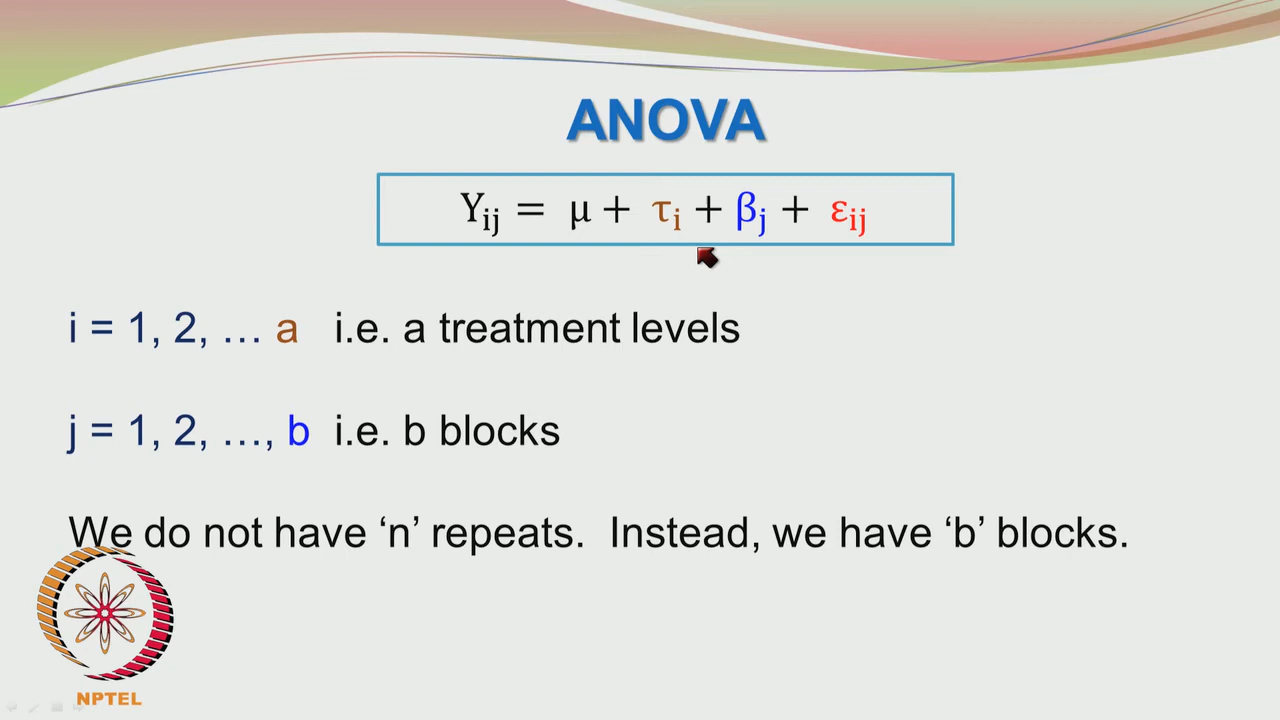 ANOVA
Yij = μ + τi + βj + εij
i = 1, 2, … a i.e. a treatment levels
j = 1, 2, …, b i.e. b blocks
We do not have ‘n’ repeats. Instead, we have ‘b’ blocks.
NPTEL